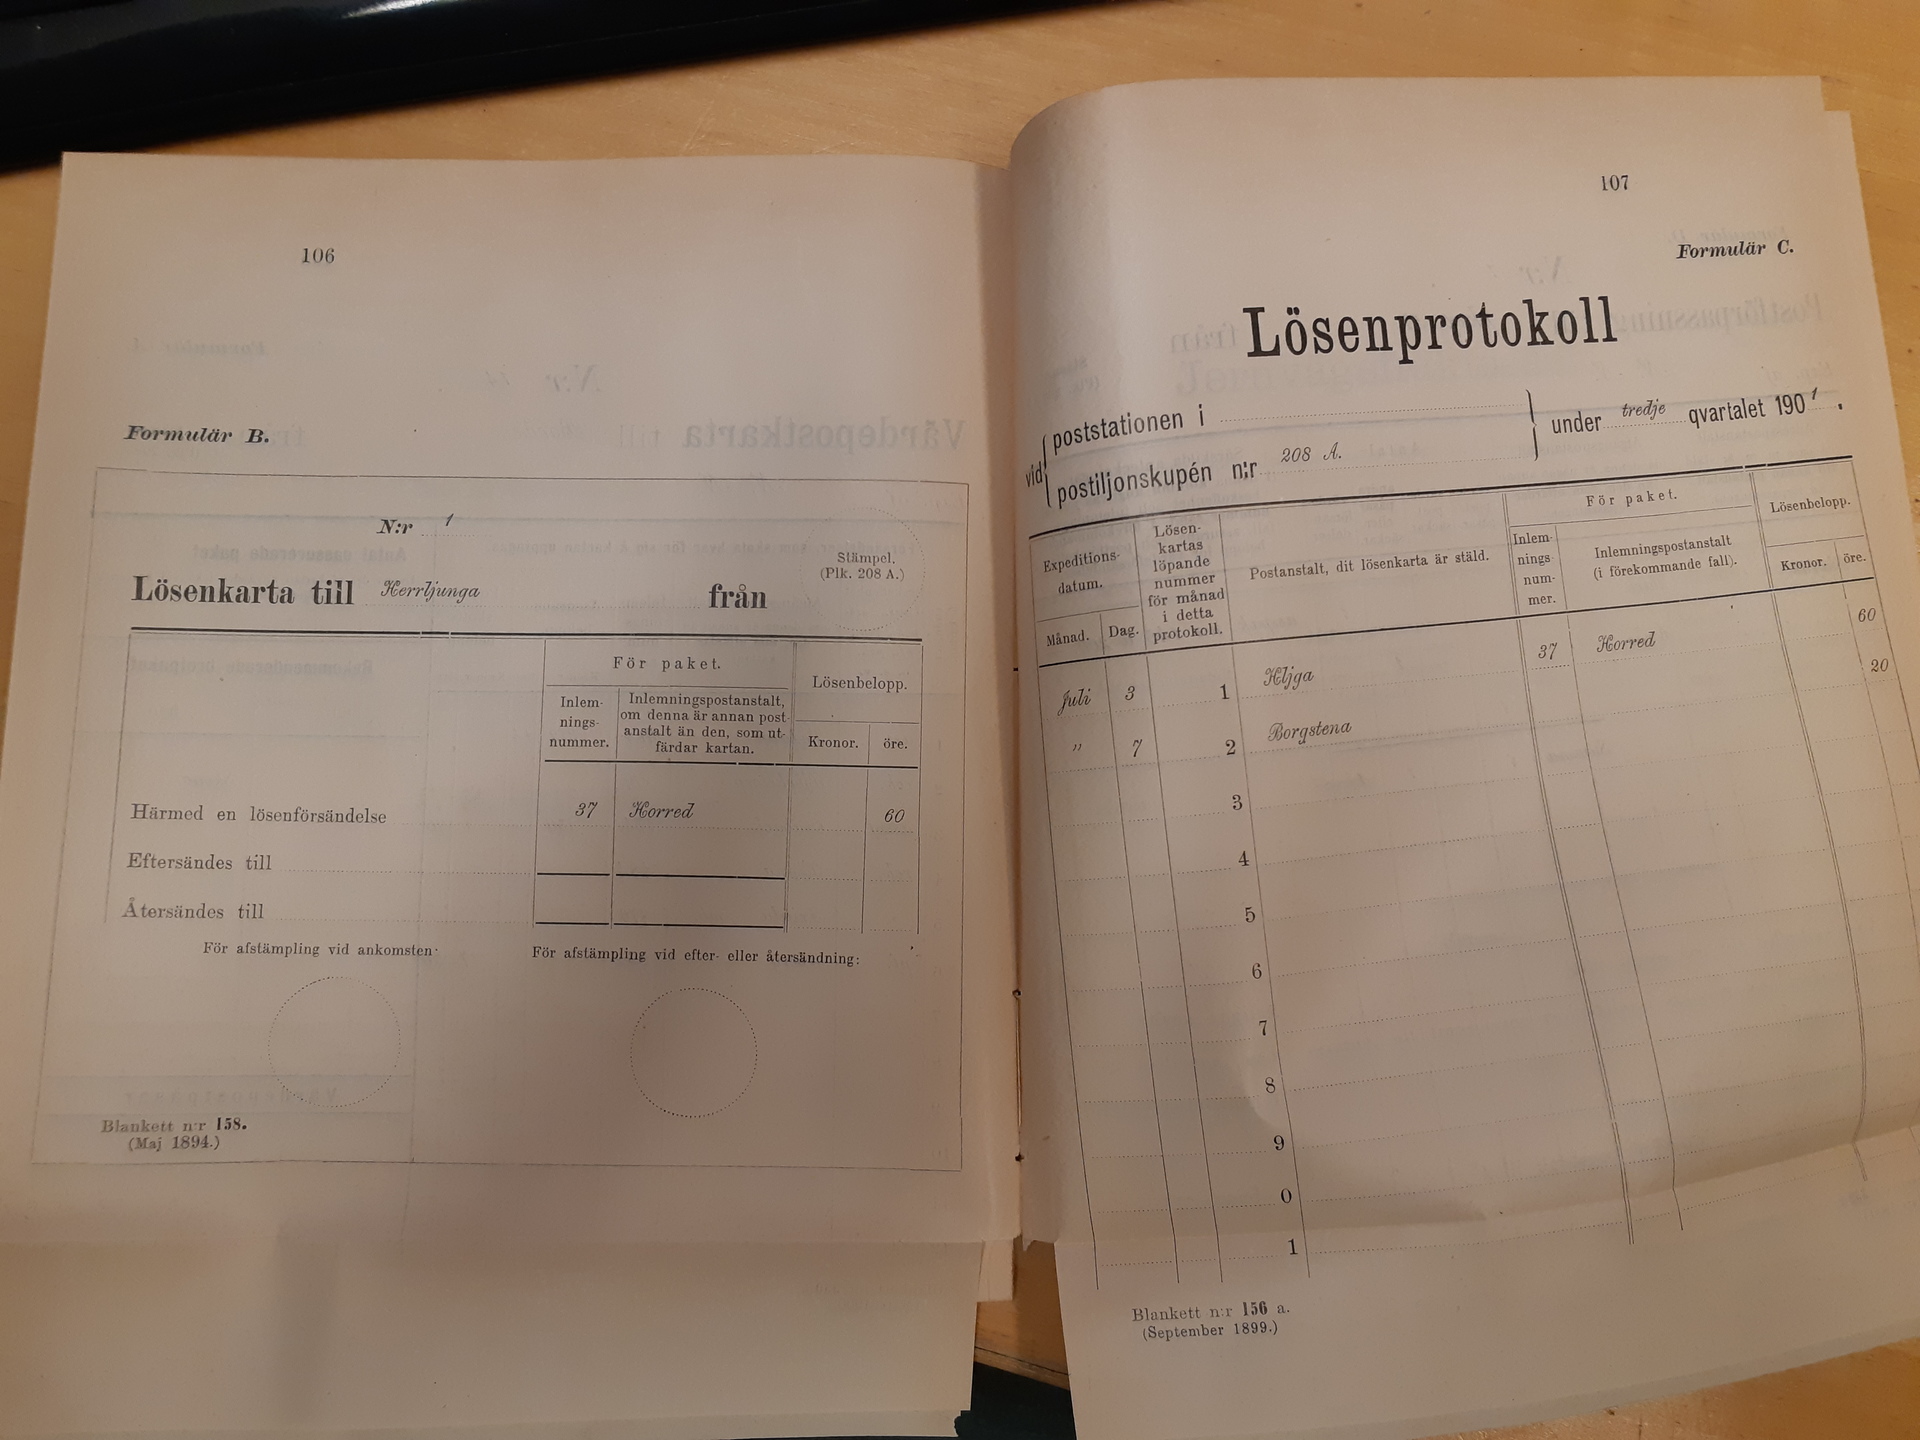 106
Formulär B.
N:r 1
Stämpel.
(Plk. 208 A.)
Lösenkarta till Herrljunga från
För paket.
Lösenbelopp.
Inlem-
nings-
nummer.
Inlemningspostanstalt,
om denna är annan post-
anstalt än den, som ut-
färdar kartan.
Kronor. öre.
Härmed en lösenförsändelse 37 Horred 60
Eftersändes till
Återsändes till
För afstämpling vid ankomsten·
För afstämpling vid efter- eller återsändning:
Blankett n:r 158.
(Maj 1894.)
107
Formulär C.
Lösenprotokoll
vid
poststationen i
postiljonskupén n:r 208 A.
under tredje qvartalet 1901.
Expeditions-
datum.
Månad. Dag.
Lösen-
kartas
löpande
nummer
för månad
i detta
protokoll.
Postanstalt, dit lösenkarta är stäld.
För paket.
Inlem-
nings-
num-
mer.
Inlemningspostanstalt
(i förekommande fall).
Lösenbelopp.
Kronor. öre.
Juli 3 1 Hljga 37 Horred 60
" 7 2 Borgstena 20
3
4
5
6
7
8
9
0
1
Blankett n:r 156 a.
(September 1899.)